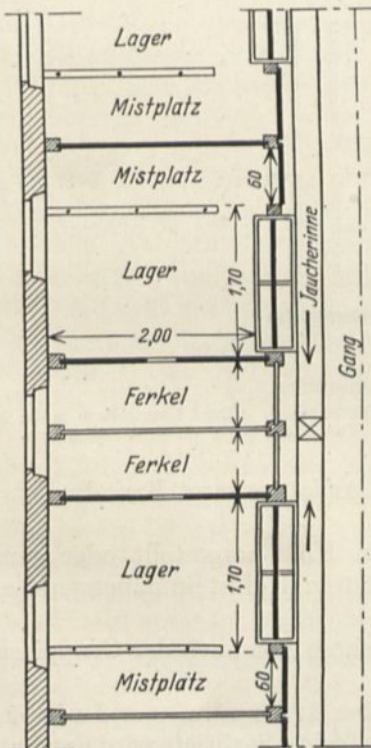 Lager
Mistplatz
Mistplatz
60
Lager
1,70
2,00
Jaucherinne
Gang
Ferkel
Ferkel
Lager
1,70
Mistplatz
60